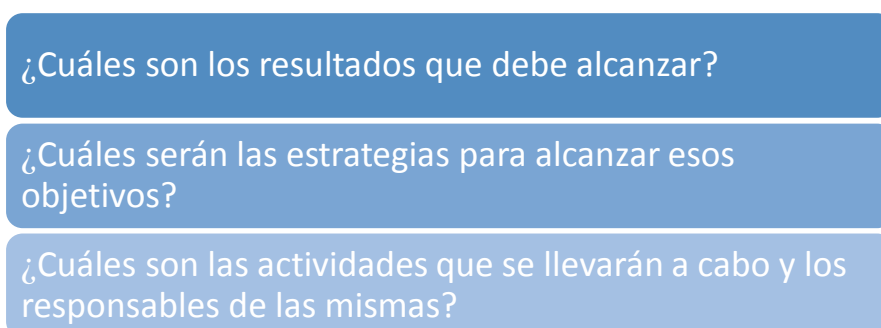 ¿Cuáles son los resultados que debe alcanzar?
¿Cuáles serán las estrategias para alcanzar esos
objetivos?
¿Cuáles son las actividades que se llevarán a cabo y los
responsables de las mismas?